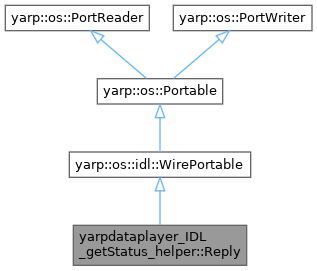 yarp::os::PortReader
yarp::os::PortWriter
yarp::os::Portable
yarp::os::idl::WirePortable
yarpdataplayer_IDL
_getStatus_helper::Reply